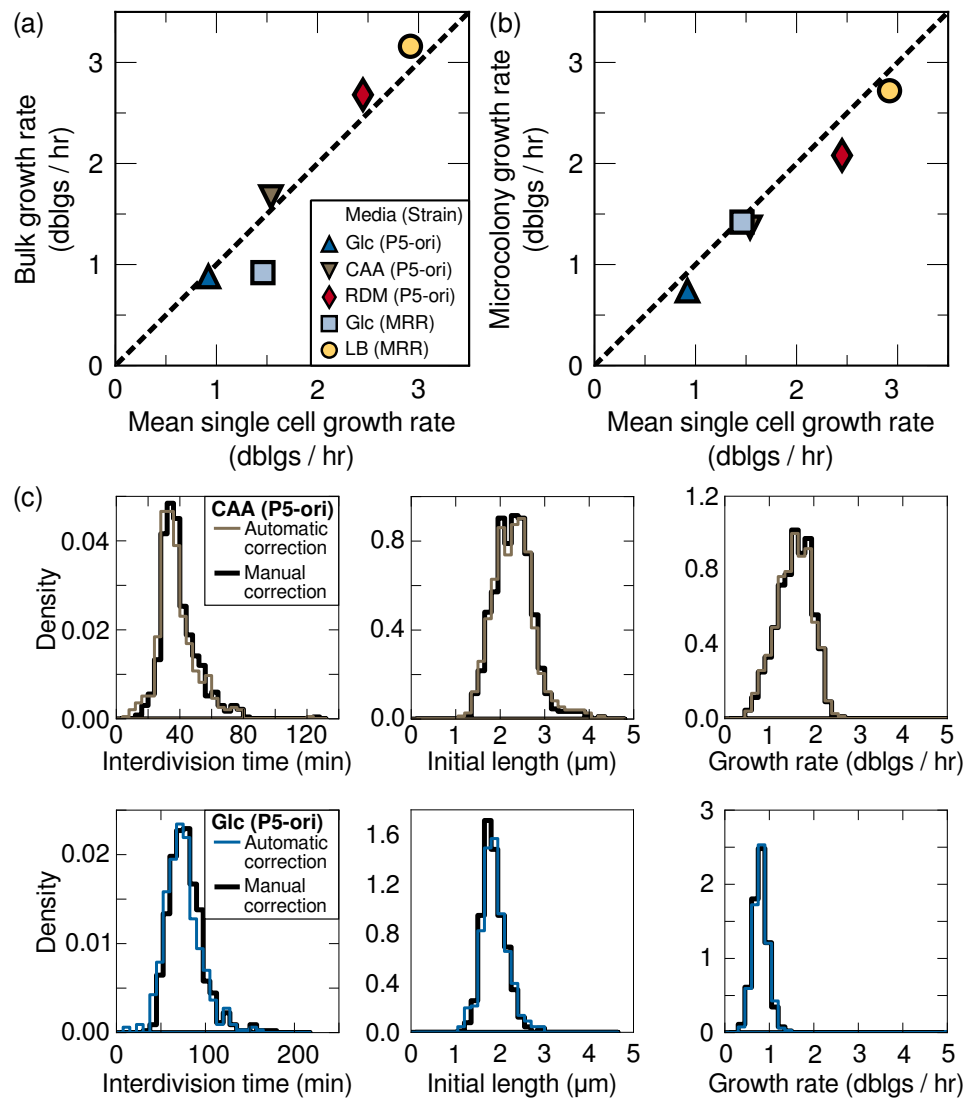 (a)
3
2
1
0
Bulk growth rate
(dblgs / hr)
Media (Strain)
Glc (P5-ori)
CAA (P5-ori)
RDM (P5-ori)
Glc (MRR)
LB (MRR)
0 1 2 3
Mean single cell growth rate
(dblgs / hr)
(b)
3
2
1
0
Microcolony growth rate
(dblgs / hr)
0 1 2 3
Mean single cell growth rate
(dblgs / hr)
(c)
CAA (P5-ori)
Automatic
correction
Manual
correction
0.04
0.02
0.00
Density
40 80 120
Interdivision time (min)
0.8
0.4
0.0
0 1 2 3 4 5
Initial length (µm)
1.2
0.8
0.4
0.0
0 1 2 3 4 5
Growth rate (dblgs / hr)
Glc (P5-ori)
Automatic
correction
Manual
correction
0.02
0.01
0.00
Density
0 100 200
Interdivision time (min)
1.6
1.2
0.8
0.4
0
0 1 2 3 4 5
Initial length (µm)
3
2
1
0
0 1 2 3 4 5
Growth rate (dblgs / hr)